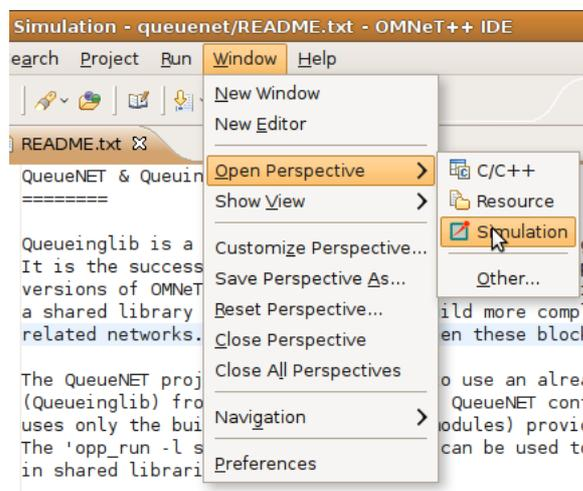 Simulation - queuenet/README.txt - OMNeT++ IDE
earch Project Run Window Help
README.txt
New Window
New Editor
Open Perspective
Show View
Customize Perspective...
Save Perspective As...
Reset Perspective...
Close Perspective
Close All Perspectives
Navigation
Preferences
C/C++
Resource
Simulation
Other...
QueueNET & Queuin
========
Queueinglib is a
It is the success
versions of OMNeT
a shared library ild more comp
related networks. en these block
The QueueNET proj o use an alrea
(Queueinglib) fro QueueNET cont
uses only the bui odules) provid
The 'opp_run -l s can be used to
in shared librari